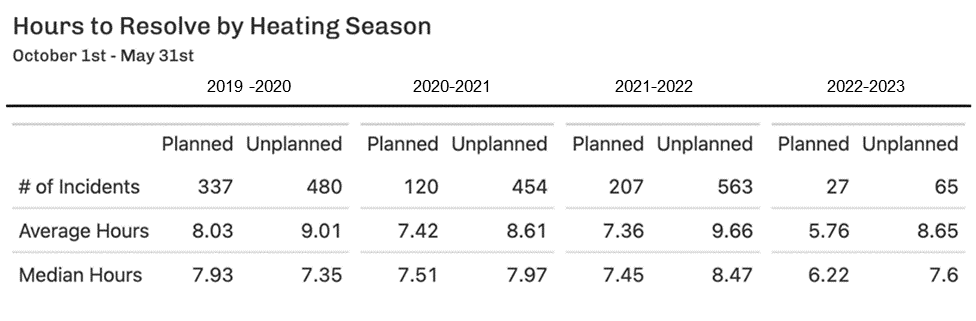 Hours to Resolve by Heating Season
October 1st - May 31st
2019 -2020 2020-2021 2021-2022 2022-2023
Planned Unplanned Planned Unplanned Planned Unplanned Planned Unplanned
# of Incidents 337 480 120 454 207 563 27 65
Average Hours 8.03 9.01 7.42 8.61 7.36 9.66 5.76 8.65
Median Hours 7.93 7.35 7.51 7.97 7.45 8.47 6.22 7.6